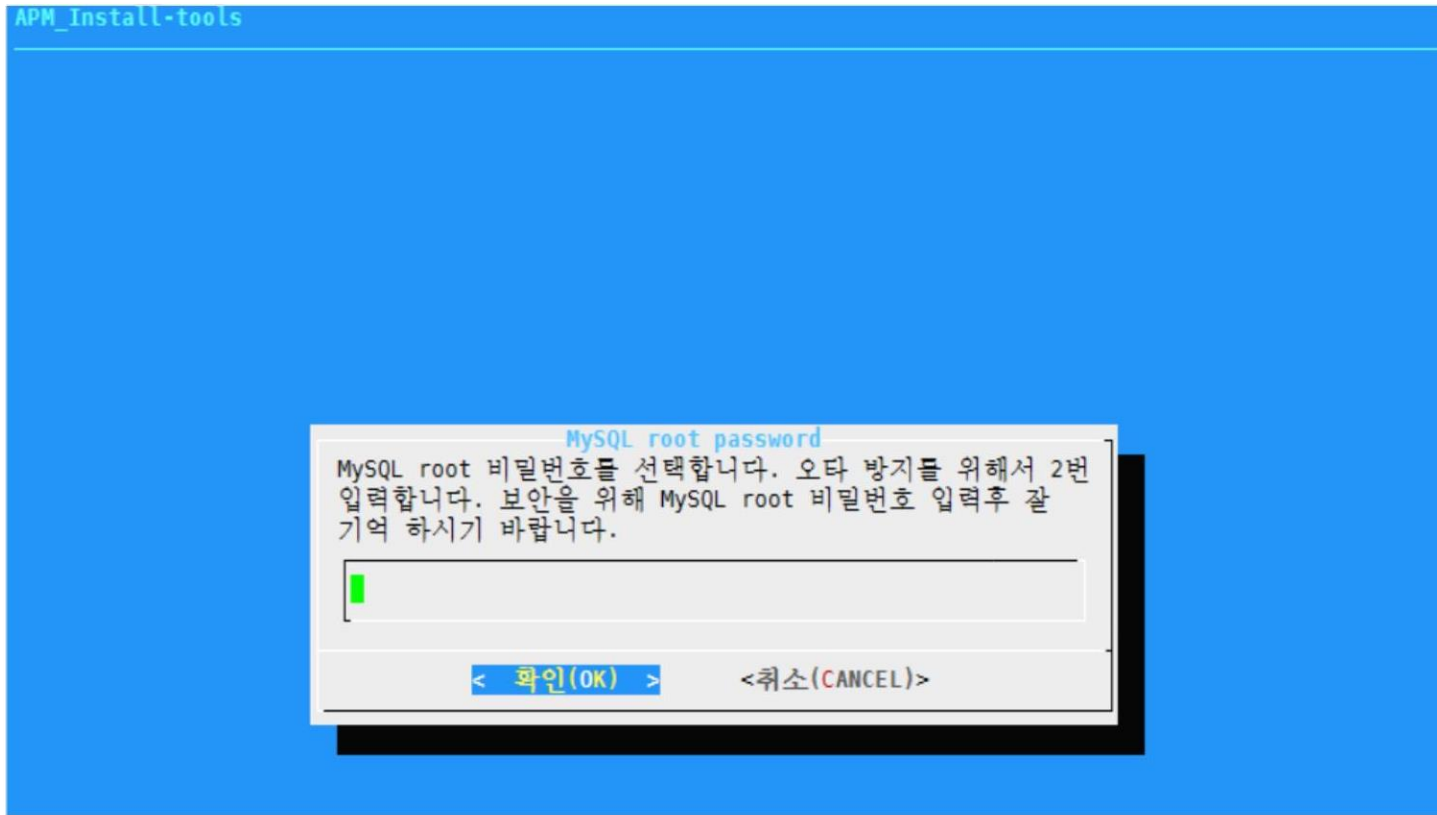 APM_Install-tools
MySQL root password
MySQL root 비밀번호를 선택합니다. 오타 방지를 위해서 2번
입력합니다. 보안을 위해 MySQL root 비밀번호 입력후 잘
기억 하시기 바랍니다.
< 확인(OK) > <취소(CANCEL)>